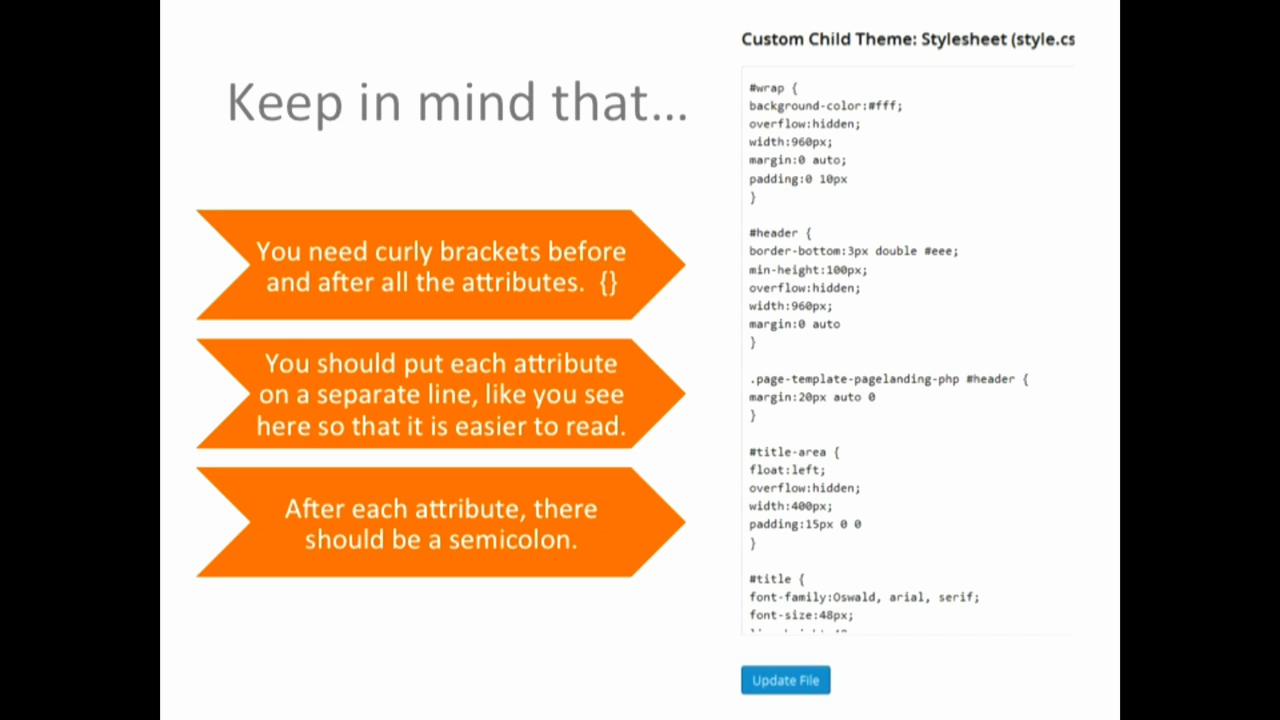 Keep in mind that...
You need curly brackets before
and after all the attributes. {}
You should put each attribute
on a separate line, like you see
here so that it is easier to read.
After each attribute, there
should be a semicolon.
Custom Child Theme: Stylesheet (style.cs
#wrap {
background-color:#fff;
overflow:hidden;
width:960px;
margin:0 auto;
padding:0 10px
}
#header {
border-bottom:3px double #eee;
min-height:100px;
overflow:hidden;
width:960px;
margin:0 auto
}
.page-template-pagelanding-php #header {
margin:20px auto 0
}
#title-area {
float:left;
overflow:hidden;
width:400px;
padding:15px 0 0
}
#title {
font-family:Oswald, arial, serif;
font-size:48px;
Update File